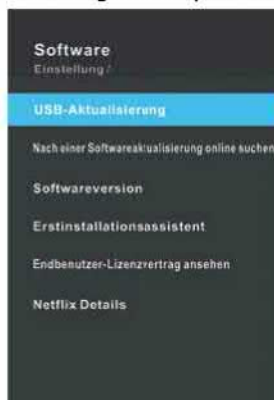 Software
Einstellung /
USB-Aktualisierung
Nach einer Softwareaktualisierung online suchen
Softwareversion
Erstinstallationsassistent
Endbenutzer-Lizenzvertrag ansehen
Netflix Details